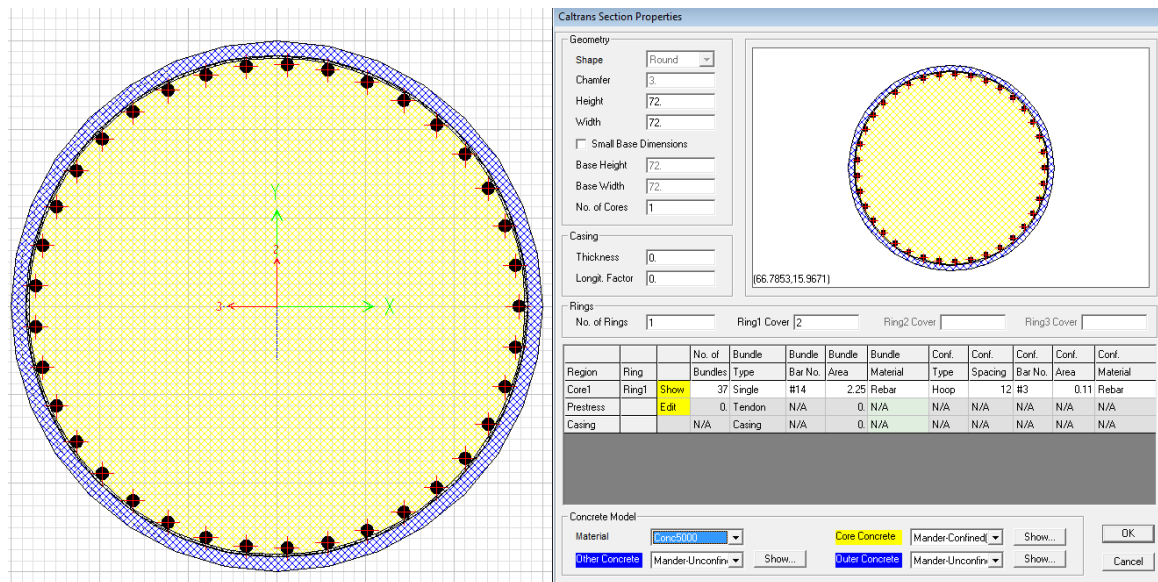 Y
2
3
X
Caltrans Section Properties
Geometry
Shape Round
Chamfer 3.
Height 72.
Width 72.
Small Base Dimensions
Base Height 72.
Base Width 72.
No. of Cores 1
Casing
Thickness 0.
Longit. Factor 0.
(66.7853,15.9671)
Rings
No. of Rings 1 Ring1 Cover 2 Ring2 Cover Ring3 Cover
No. of Bundle Bundle Bundle Bundle Conf. Conf. Conf. Conf. Conf.
Region Ring Bundles Type Bar No. Area Material Type Spacing Bar No. Area Material
Core1 Ring1 Show 37 Single #14 2.25 Rebar Hoop 12 #3 0.11 Rebar
Prestress Edit 0. Tendon N/A 0. N/A N/A N/A N/A N/A N/A
Casing N/A Casing N/A 0. N/A N/A N/A N/A N/A N/A
Concrete Model
Material Conc5000 Core Concrete Mander-Confined( Show... OK
Other Concrete Mander-Unconfin Show... Outer Concrete Mander-Unconfin Show... Cancel